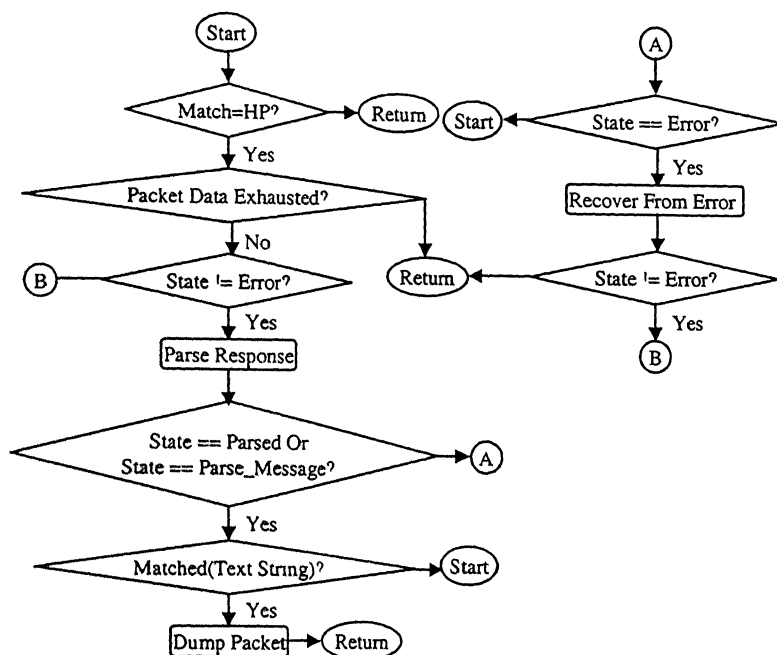 Start
Match=HP?
Return
Yes
Packet Data Exhausted?
No
B
State != Error?
Return
Yes
Parse Response
State == Parsed Or
State == Parse_Message?
A
Yes
Matched(Text String)?
Start
Yes
Dump Packet
Return
A
Start
State == Error?
Yes
Recover From Error
State != Error?
Yes
B